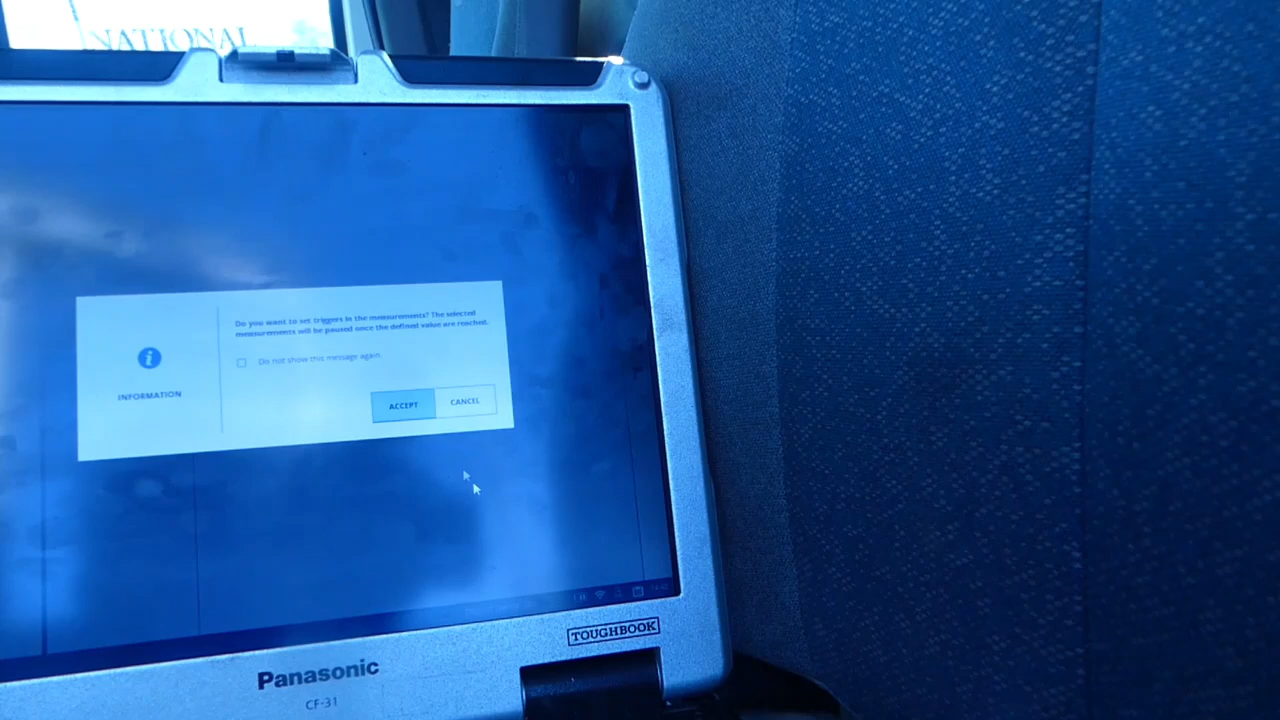 NATIONAL
Do you want to set triggers in the measurements? The selected
measurements will be paused once the defined value are reached.
Do not show this message again.
INFORMATION
ACCEPT
CANCEL
TOUGHBOOK
Panasonic
CF-31